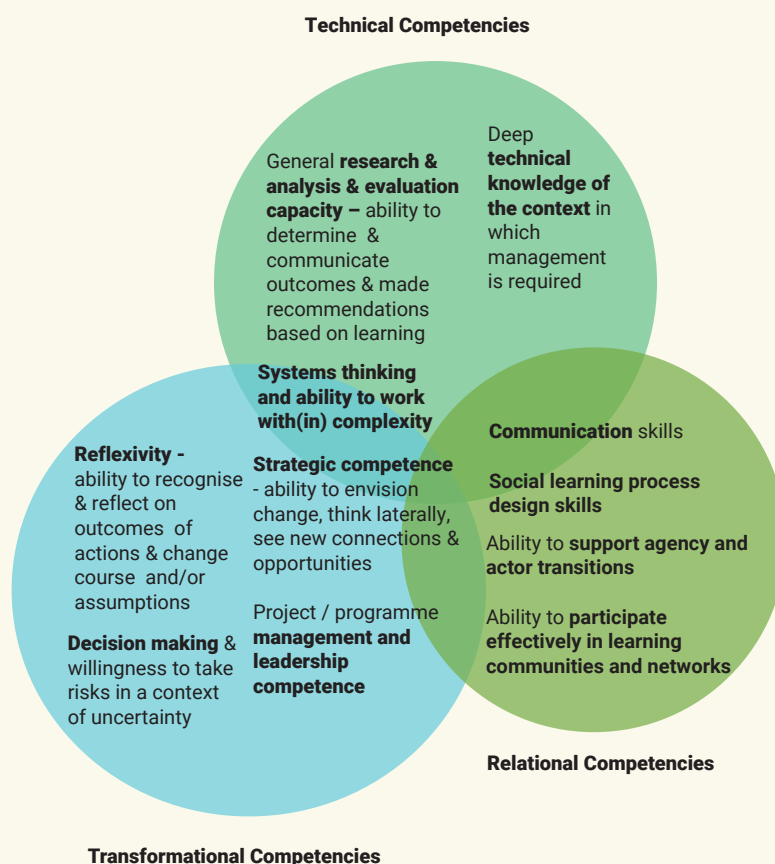 Technical Competencies
General research &
analysis & evaluation
capacity – ability to
determine  &
communicate
outcomes & made
recommendations
based on learning
Deep
technical
knowledge of
the context in
which
management
is required
Systems thinking
and ability to work
with(in) complexity
Reflexivity -
ability to recognise
& reflect on
outcomes  of
actions & change
course  and/or
assumptions
Decision making &
willingness to take
risks in a context
of uncertainty
Strategic competence
- ability to envision
change, think laterally,
see new connections &
opportunities
Project / programme
management and
leadership
competence
Communication skills
Social learning process
design skills
Ability to support agency and
actor transitions
Ability to participate
effectively in learning
communities and networks
Relational Competencies
Transformational Competencies